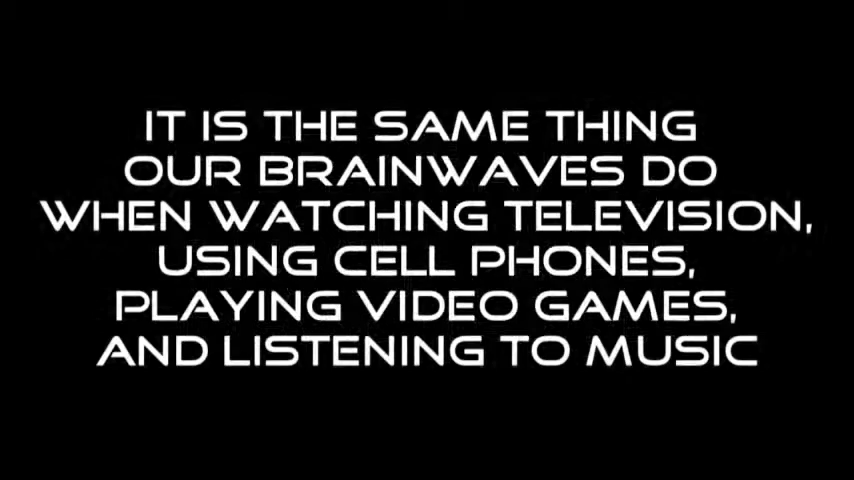 IT IS THE SAME THING
OUR BRAINWAVES DO
WHEN WATCHING TELEVISION,
USING CELL PHONES,
PLAYING VIDEO GAMES,
AND LISTENING TO MUSIC